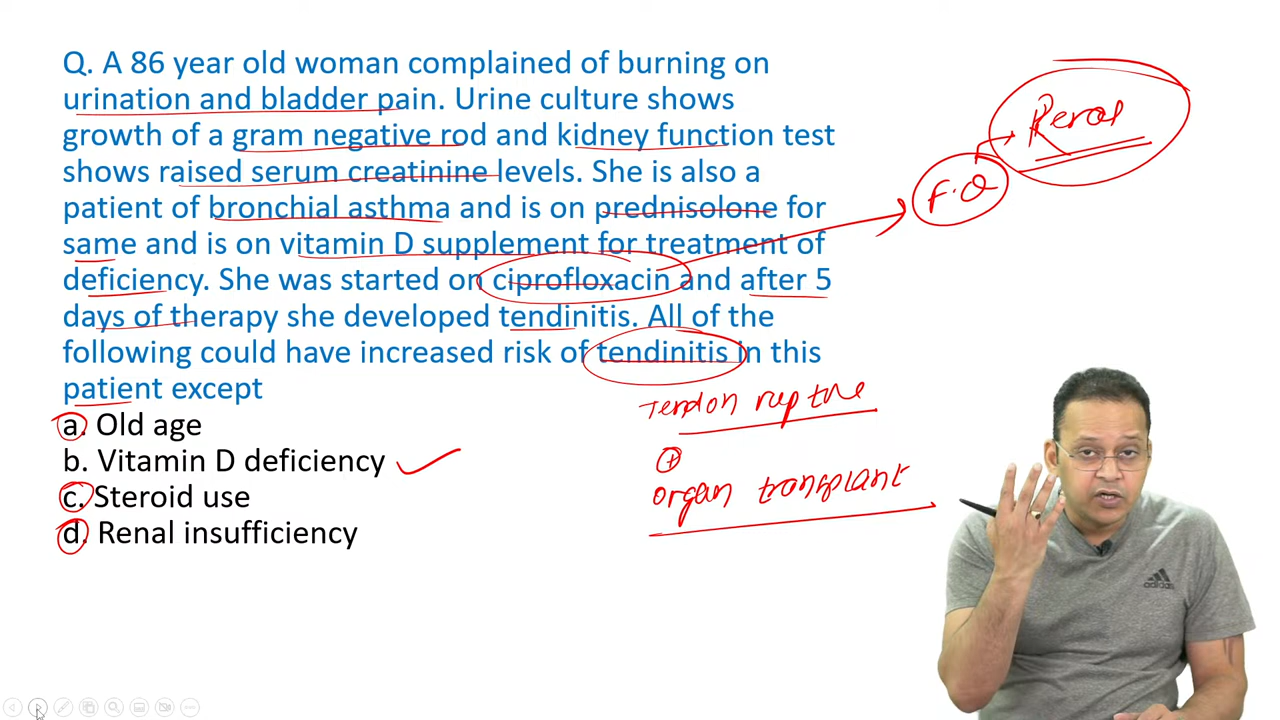 Q. A 86 year old woman complained of burning on
urination and bladder pain. Urine culture shows
growth of a gram negative rod and kidney function test
shows raised serum creatinine levels. She is also a
patient of bronchial asthma and is on prednisolone for
same and is on vitamin D supplement for treatment of
deficiency. She was started on ciprofloxacin and after 5
days of therapy she developed tendinitis. All of the
following could have increased risk of tendinitis in this
patient except
a. Old age
b. Vitamin D deficiency
c. Steroid use
d. Renal insufficiency
Renal
F.Q
Tendon rupture
+
organ transplant
adidas